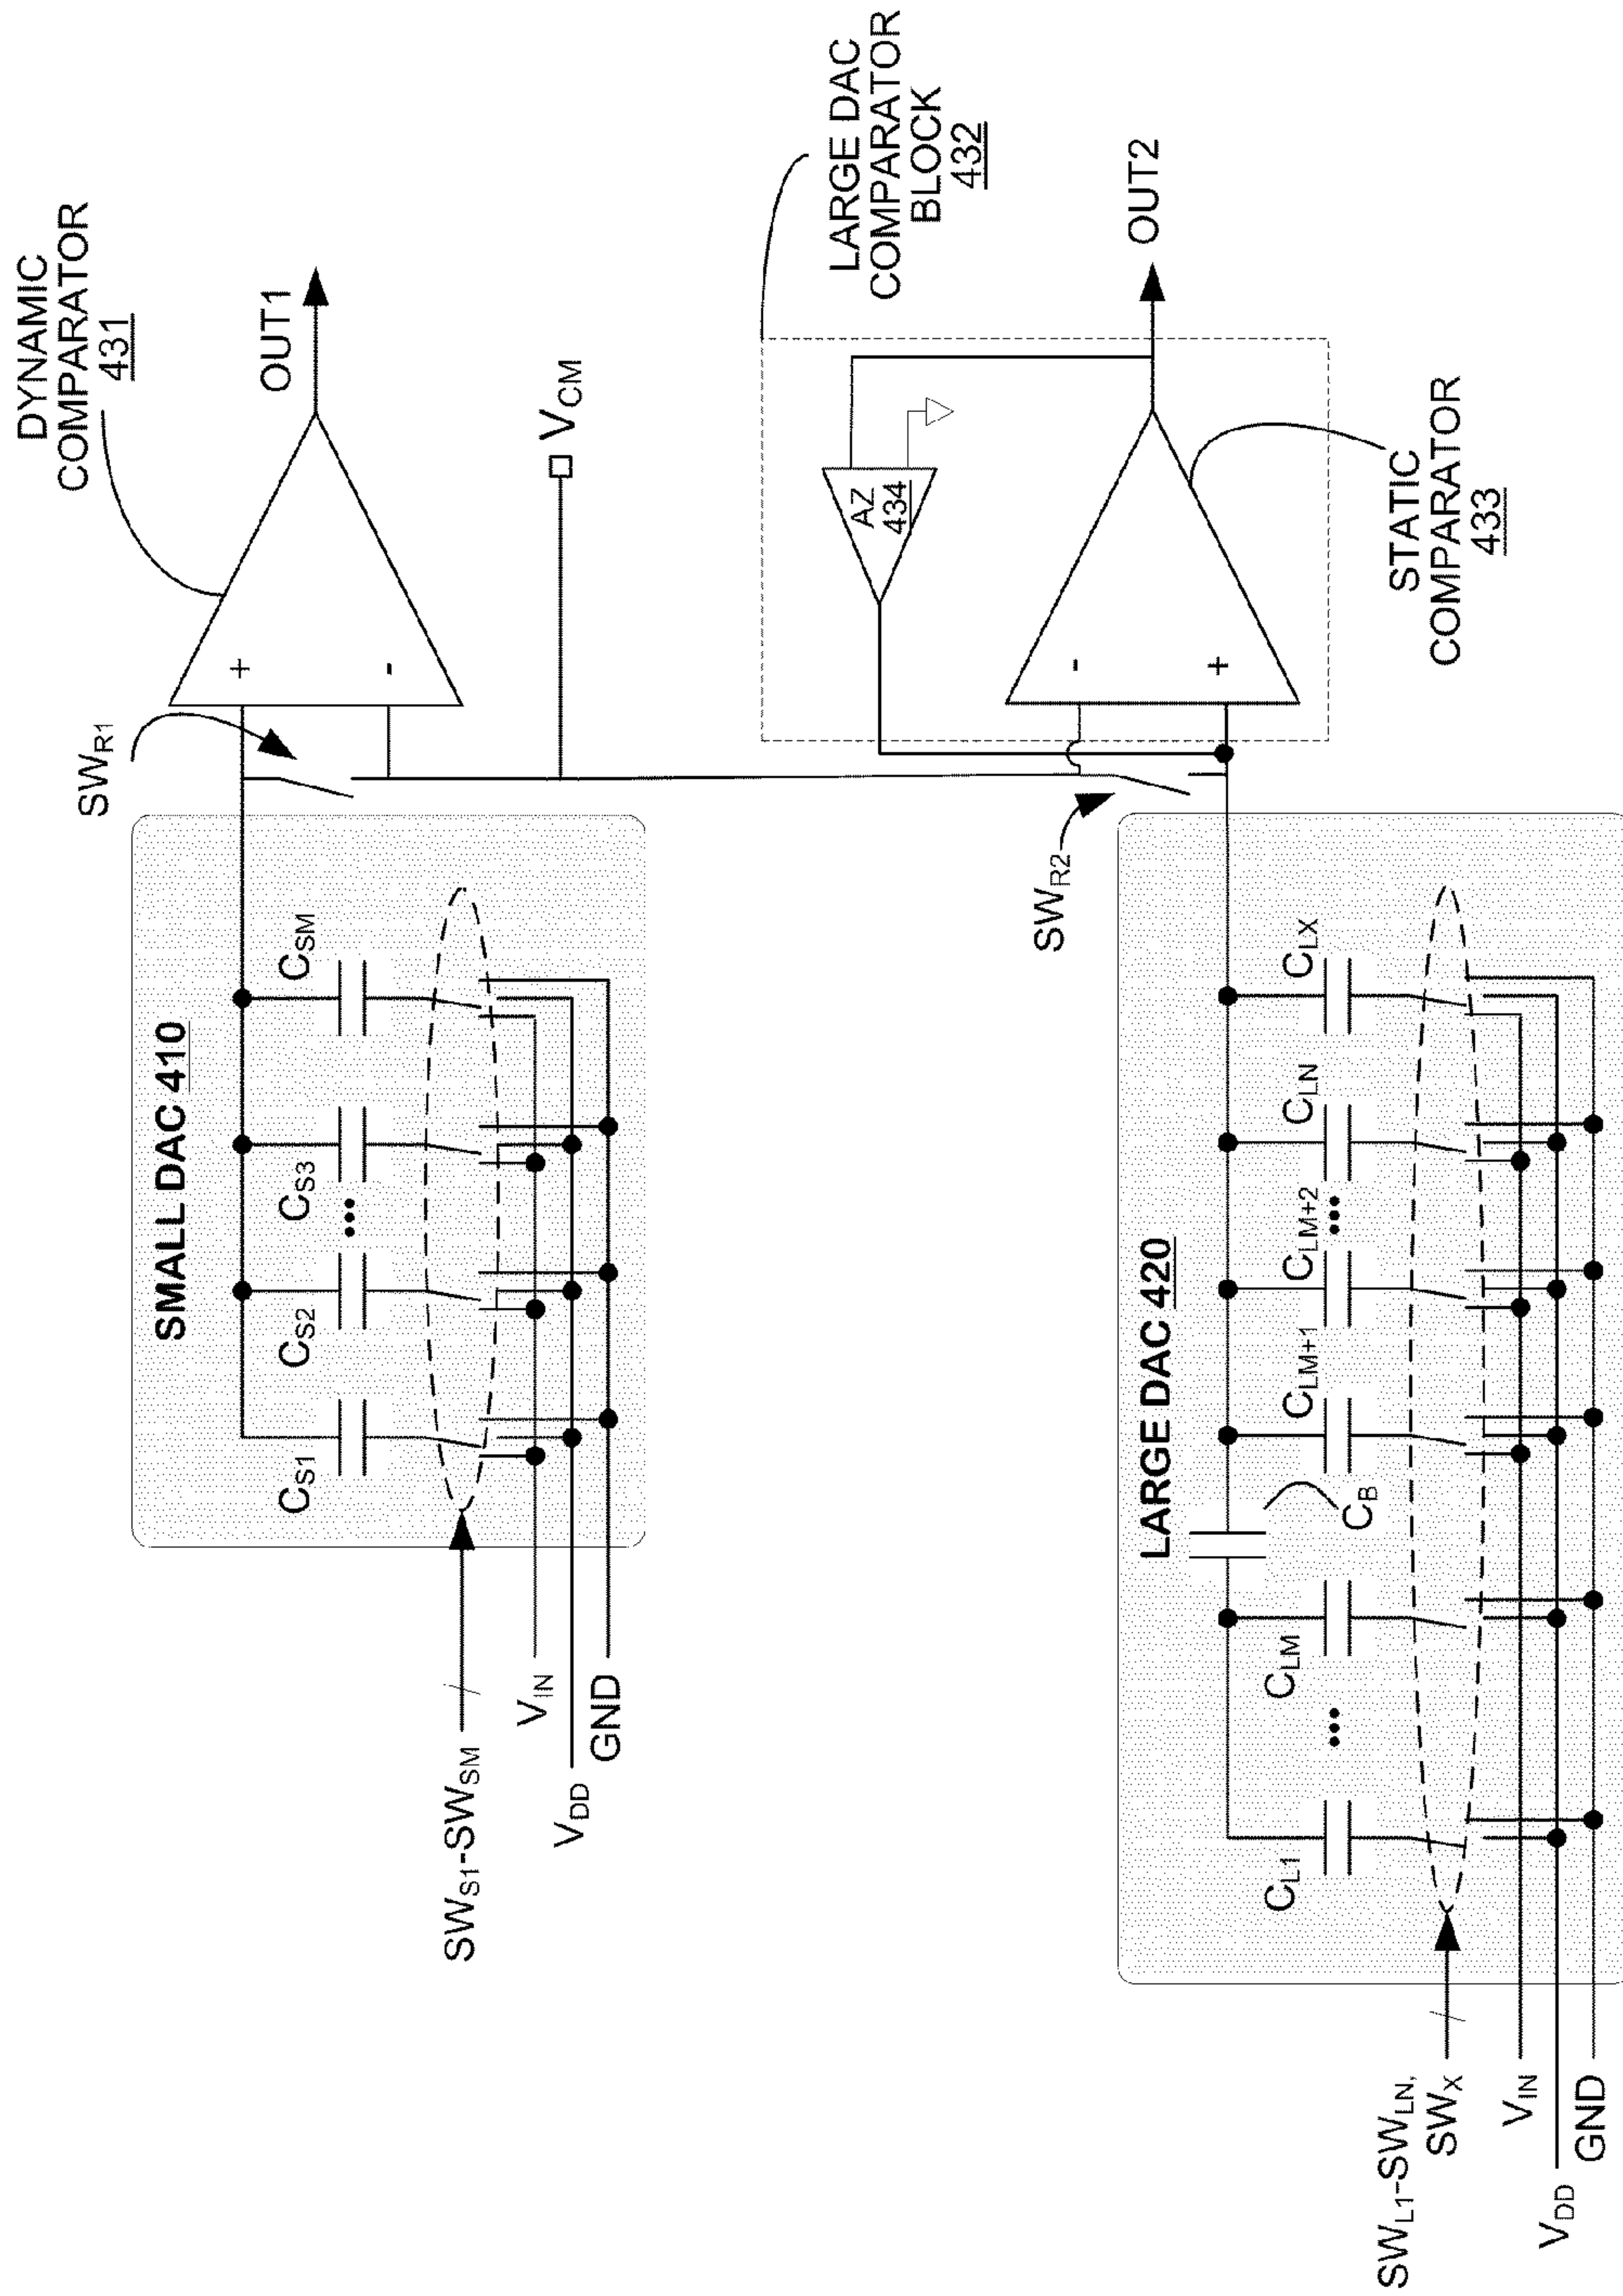 DYNAMIC
COMPARATOR
431
OUT1
SW_R1
+
-
V_CM
SMALL DAC 410
C_S1
C_S2
•••
C_S3
C_SM
SW_S1-SW_SM
V_IN
V_DD
GND
LARGE DAC
COMPARATOR
BLOCK
432
OUT2
AZ
434
-
+
STATIC
COMPARATOR
433
SW_R2
LARGE DAC 420
C_L1
•••
C_LM
C_B
C_LM+1
C_LM+2
•••
C_LN
C_LX
SW_L1-SW_LN,
SW_X
V_IN
V_DD
GND